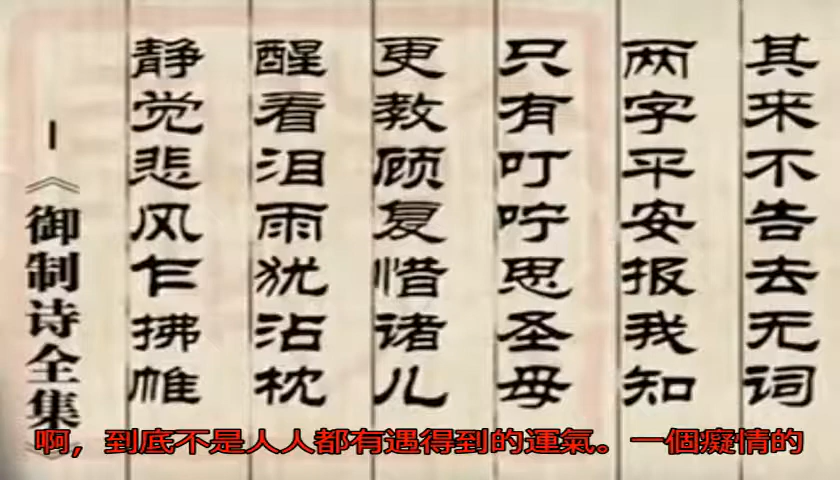 其来不告去无词
两字平安报我知
只有叮咛思圣母
更教顾复惜诸儿
醒看泪雨犹沾枕
静觉悲风乍拂帷
–《御制诗全集》
啊，到底不是人人都有遇得到的運氣。一個癡情的